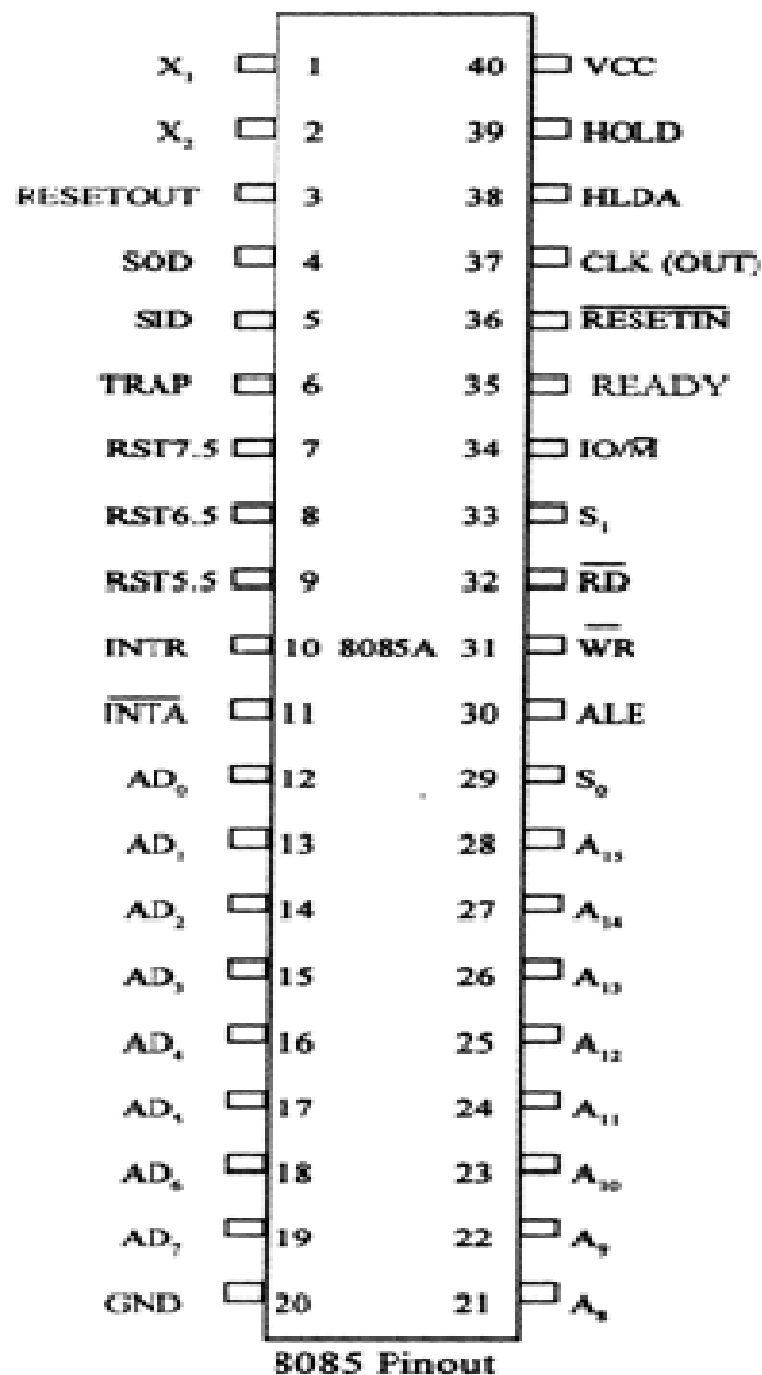 X₁ 1 40 VCC
X₂ 2 39 HOLD
RESETOUT 3 38 HLDA
SOD 4 37 CLK (OUT)
SID 5 36 R̅E̅S̅E̅T̅I̅N̅
TRAP 6 35 READY
RST7.5 7 34 IO/M̅
RST6.5 8 33 S₁
RST5.5 9 32 R̅D̅
INTR 10 8085A 31 W̅R̅
I̅N̅T̅A̅ 11 30 ALE
AD₀ 12 29 S₀
AD₁ 13 28 A₁₅
AD₂ 14 27 A₁₄
AD₃ 15 26 A₁₃
AD₄ 16 25 A₁₂
AD₅ 17 24 A₁₁
AD₆ 18 23 A₁₀
AD₇ 19 22 A₉
GND 20 21 A₈
8085 Pinout